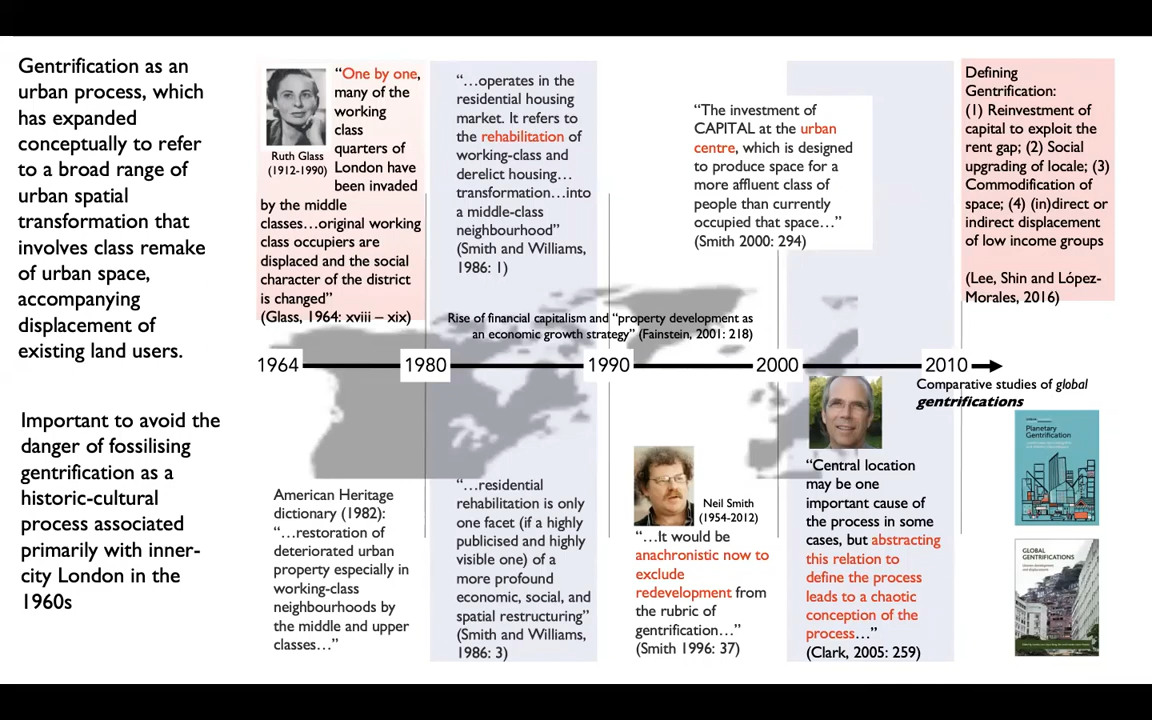 Gentrification as an
urban process, which
has expanded
conceptually to refer
to a broad range of
urban spatial
transformation that
involves class remake
of urban space,
accompanying
displacement of
existing land users.
Important to avoid the
danger of fossilising
gentrification as a
historic-cultural
process associated
primarily with inner-
city London in the
1960s
Ruth Glass
(1912-1990)
“One by one,
many of the
working
class
quarters of
London have
been invaded
by the middle
classes…original working
class occupiers are
displaced and the social
character of the district
is changed”
(Glass, 1964: xviii – xix)
“…operates in the
residential housing
market. It refers to
the rehabilitation of
working-class and
derelict housing…
transformation…into
a middle-class
neighbourhood”
(Smith and Williams,
1986: 1)
“The investment of
CAPITAL at the urban
centre, which is designed
to produce space for a
more affluent class of
people than currently
occupied that space…”
(Smith 2000: 294)
Defining
Gentrification:
(1) Reinvestment of
capital to exploit the
rent gap; (2) Social
upgrading of locale; (3)
Commodification of
space; (4) (in)direct or
indirect displacement
of low income groups
(Lee, Shin and López-
Morales, 2016)
Rise of financial capitalism and “property development as
an economic growth strategy” (Fainstein, 2001: 218)
1964
1980
1990
2000
2010
Comparative studies of global
gentrifications
American Heritage
dictionary (1982):
“…restoration of
deteriorated urban
property especially in
working-class
neighbourhoods by
the middle and upper
classes…”
“…residential
rehabilitation is only
one facet (if a highly
publicised and highly
visible one) of a
more profound
economic, social, and
spatial restructuring”
(Smith and Williams,
1986: 3)
Neil Smith
(1954-2012)
“…It would be
anachronistic now to
exclude
redevelopment from
the rubric of
gentrification…”
(Smith 1996: 37)
“Central location
may be one
important cause of
the process in some
cases, but abstracting
this relation to
define the process
leads to a chaotic
conception of the
process…”
(Clark, 2005: 259)
Planetary
Gentrification
GLOBAL
GENTRIFICATIONS